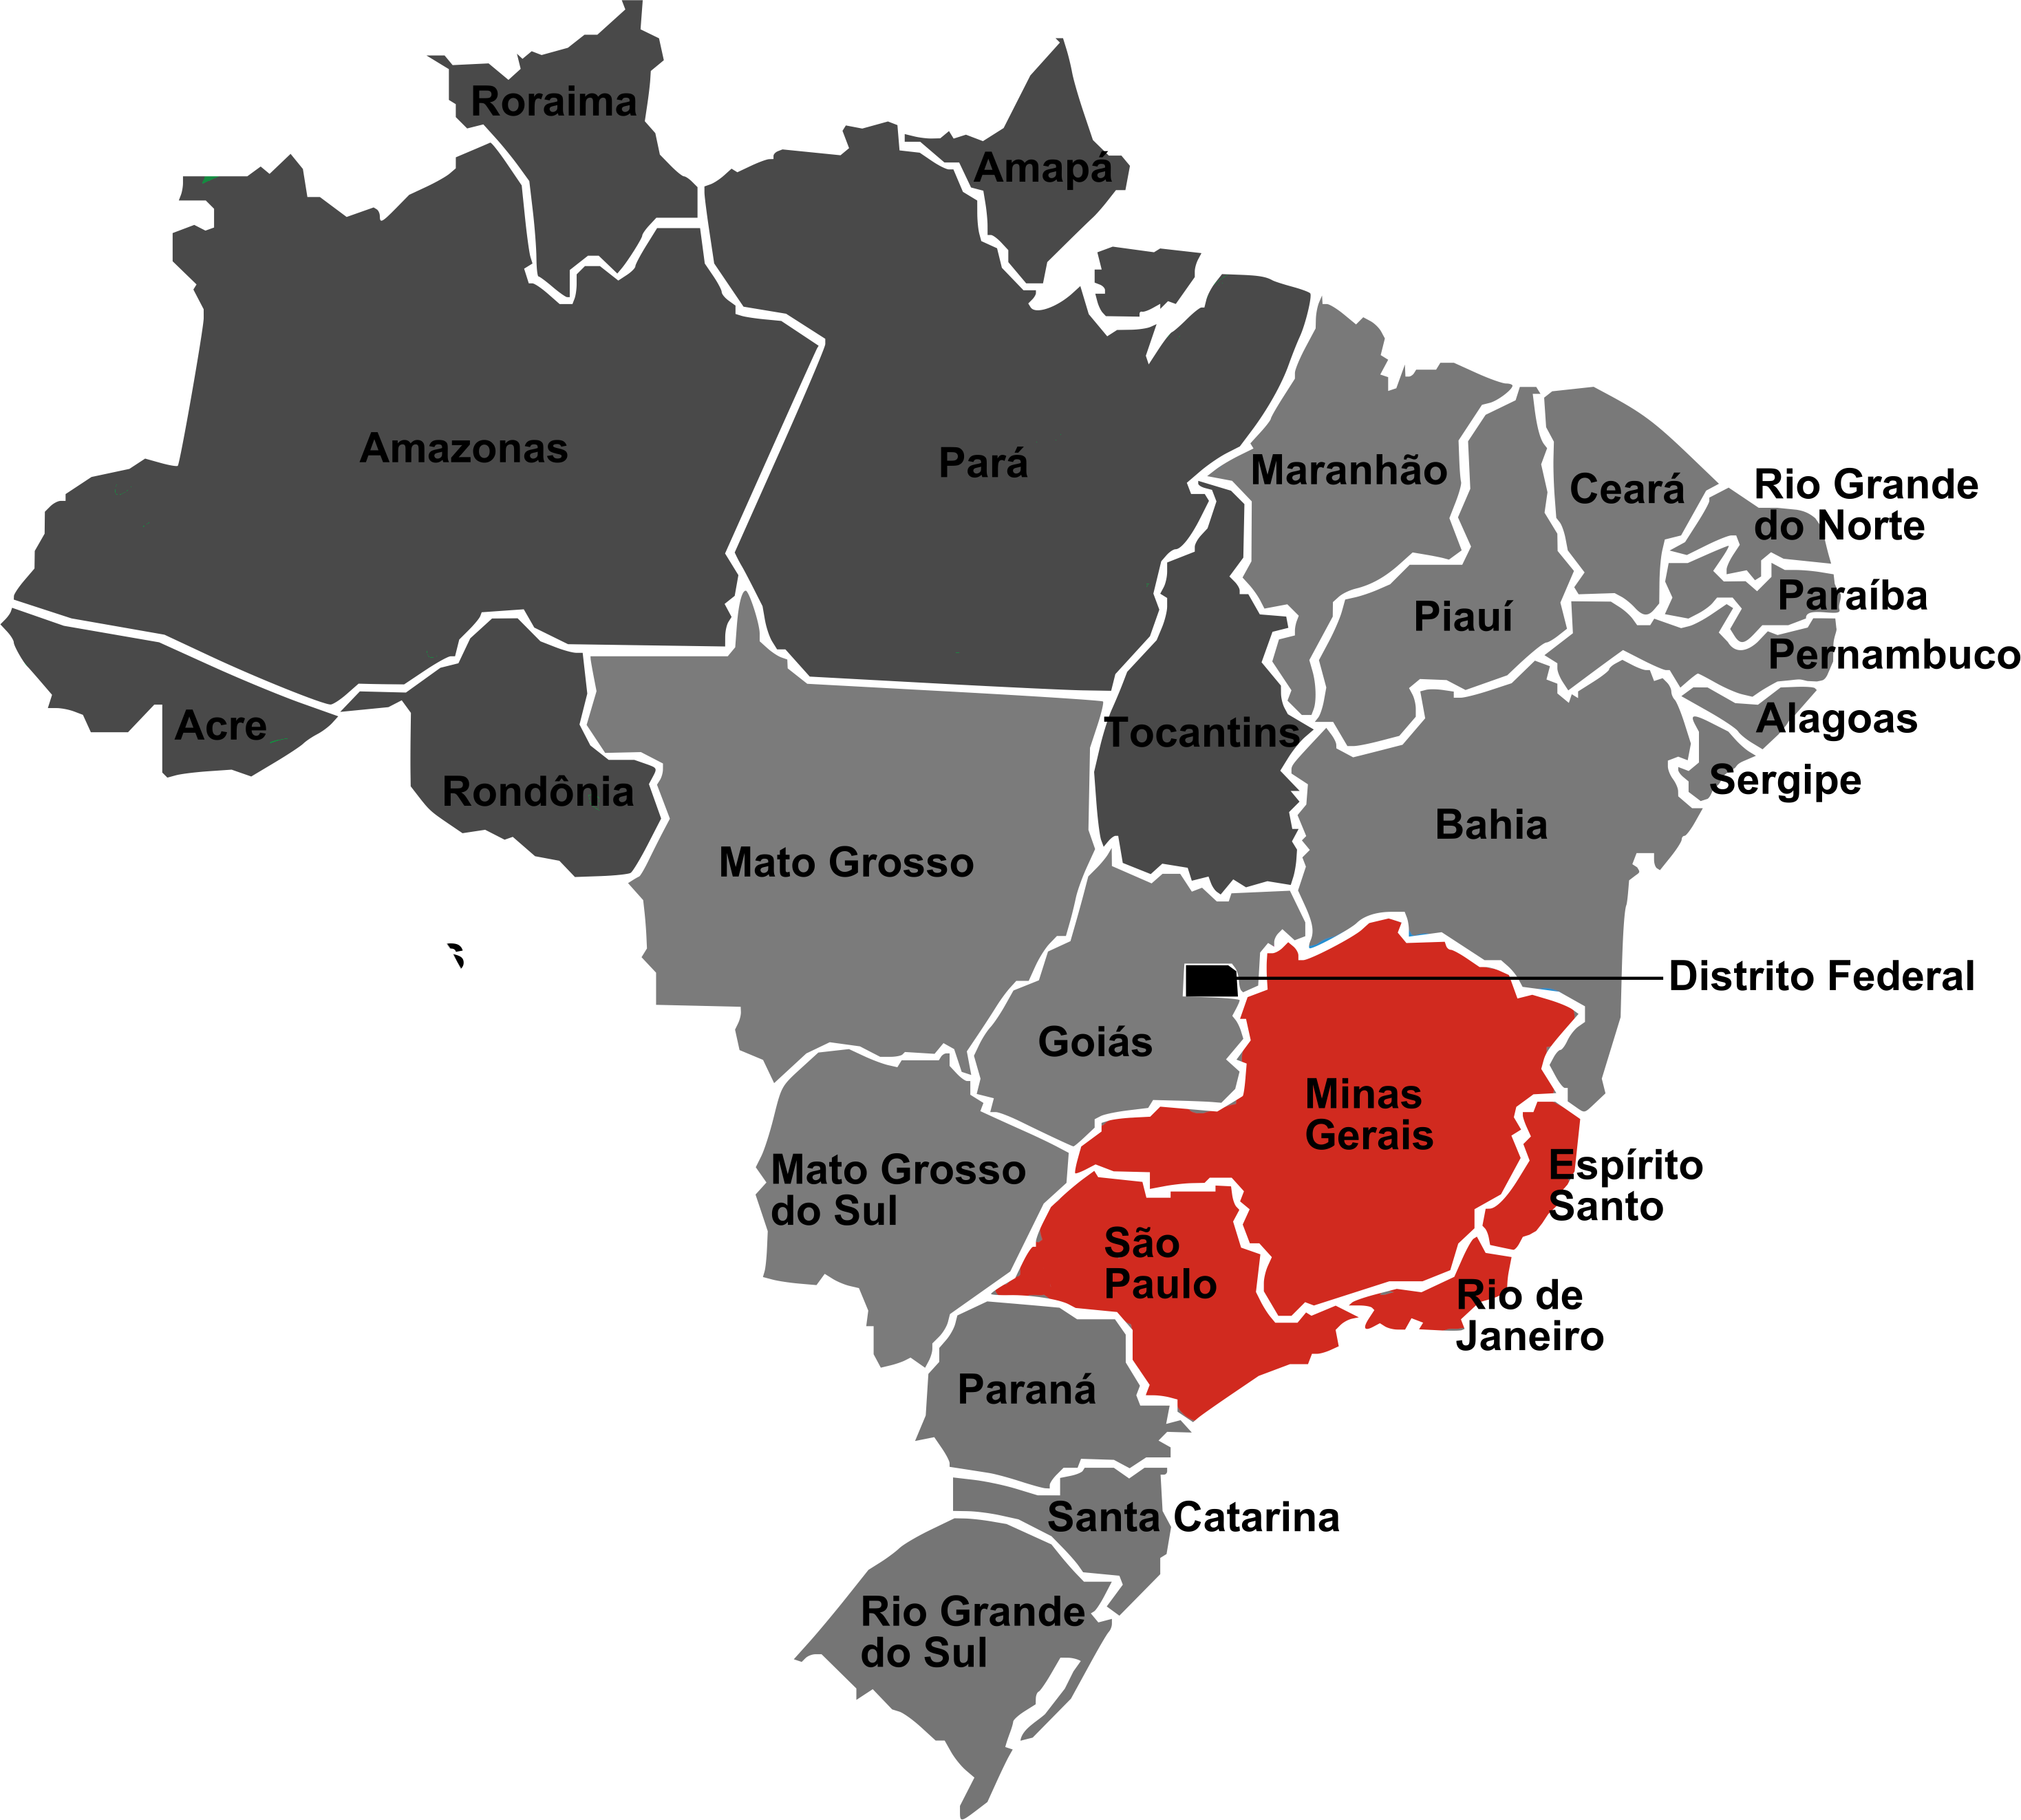 Roraima
Amapá
Amazonas
Pará
Maranhão
Ceará
Rio Grande
do Norte
Paraíba
Piauí
Pernambuco
Acre
Tocantins
Alagoas
Rondônia
Sergipe
Bahia
Mato Grosso
Distrito Federal
Goiás
Minas
Gerais
Mato Grosso
do Sul
Espírito
Santo
São
Paulo
Rio de
Janeiro
Paraná
Santa Catarina
Rio Grande
do Sul